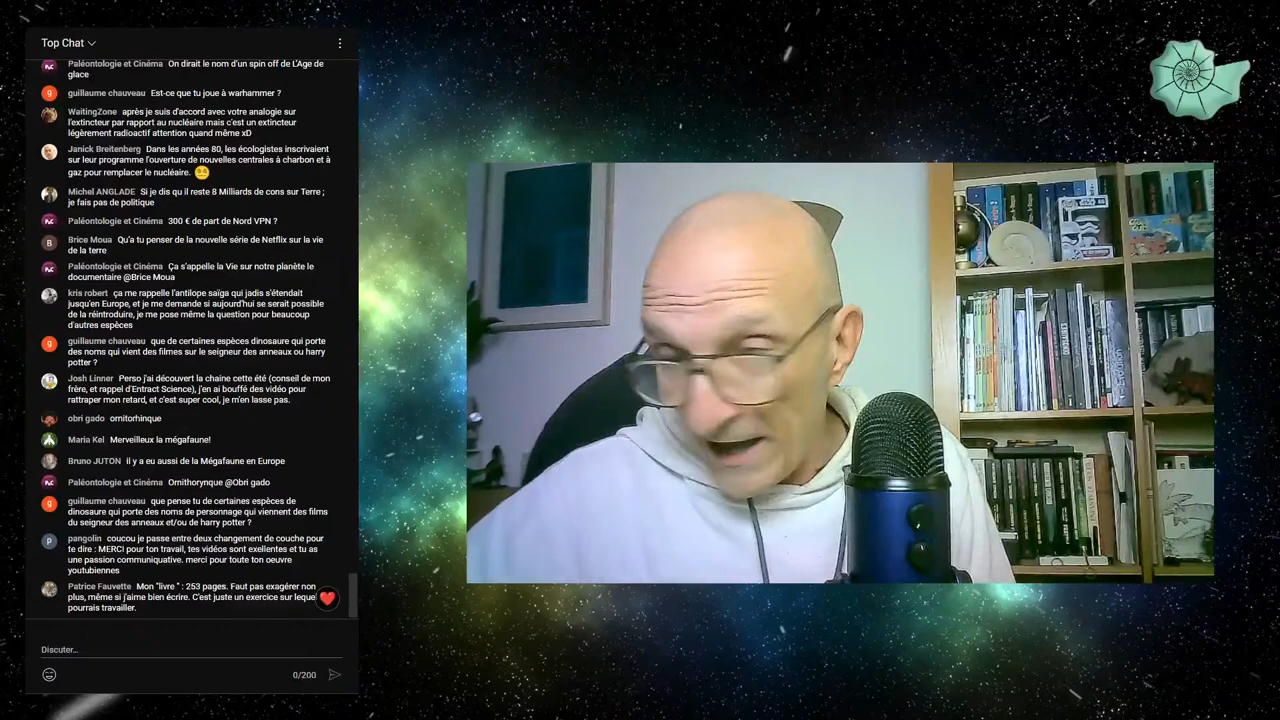 Top Chat
Paléontologie et Cinéma On dirait le nom d'un spin off de L'Age de
glace
guillaume chauveau Est-ce que tu joue à warhammer ?
WaitingZone après je suis d'accord avec votre analogie sur
l'extincteur par rapport au nucléaire mais c'est un extincteur
légèrement radioactif attention quand même xD
Janick Breitenberg Dans les années 80, les écologistes inscrivaient
sur leur programme l'ouverture de nouvelles centrales à charbon et à
gaz pour remplacer le nucléaire.
Michel ANGLADE Si je dis qu il reste 8 Milliards de cons sur Terre ;
je fais pas de politique
Paléontologie et Cinéma 300 € de part de Nord VPN ?
Brice Moua Qu'a tu penser de la nouvelle série de Netflix sur la vie
de la terre
Paléontologie et Cinéma Ça s'appelle la Vie sur notre planète le
documentaire @Brice Moua
kris robert ça me rappelle l'antilope saïga qui jadis s'étendait
jusqu'en Europe, et je me demande si aujourd'hui se serait possible
de la réintroduire, je me pose même la question pour beaucoup
d'autres espèces
guillaume chauveau que de certaines espèces dinosaure qui porte
des noms qui vient des filmes sur le seigneur des anneaux ou harry
potter ?
Josh Linner Perso j'ai découvert la chaine cette été (conseil de mon
frère, et rappel d'Entract Science), j'en ai bouffé des vidéo pour
rattraper mon retard, et c'est super cool, je m'en lasse pas.
obri gado ornitorhinque
Maria Kel Merveilleux la mégafaune!
Bruno JUTON il y a eu aussi de la Mégafaune en Europe
Paléontologie et Cinéma Ornithorynque @Obri gado
guillaume chauveau que pense tu de certaines espèces de
dinosaure qui porte des noms de personnage qui viennent des films
du seigneur des anneaux et/ou de harry potter ?
pangolin coucou je passe entre deux changement de couche pour
te dire : MERCI pour ton travail, tes vidéos sont exellentes et tu as
une passion communiquative. merci pour toute ton oeuvre
youtubiennes
Patrice Fauvette Mon "livre " : 253 pages. Faut pas exagérer non
plus, même si j'aime bien écrire. C'est juste un exercice sur leque
pourrais travailler.
Discuter...
0/200